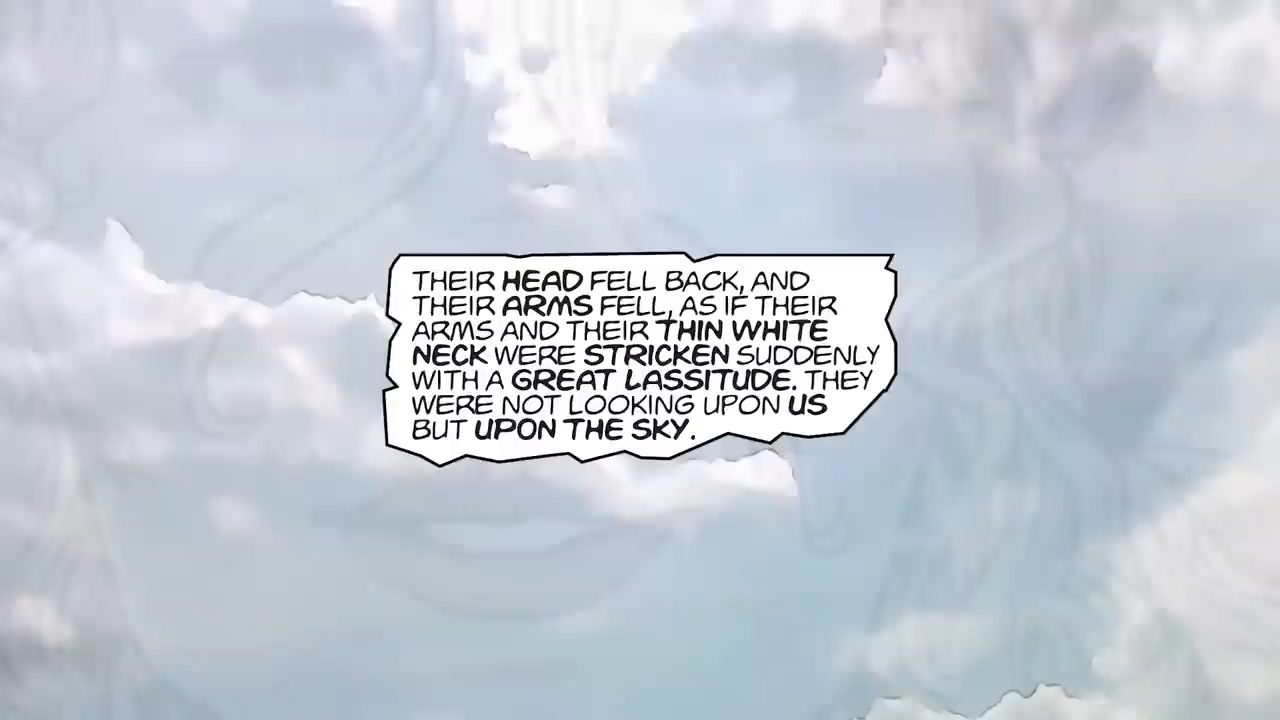 THEIR HEAD FELL BACK, AND
THEIR ARMS FELL, AS IF THEIR
ARMS AND THEIR THIN WHITE
NECK WERE STRICKEN SUDDENLY
WITH A GREAT LASSITUDE. THEY
WERE NOT LOOKING UPON US
BUT UPON THE SKY.